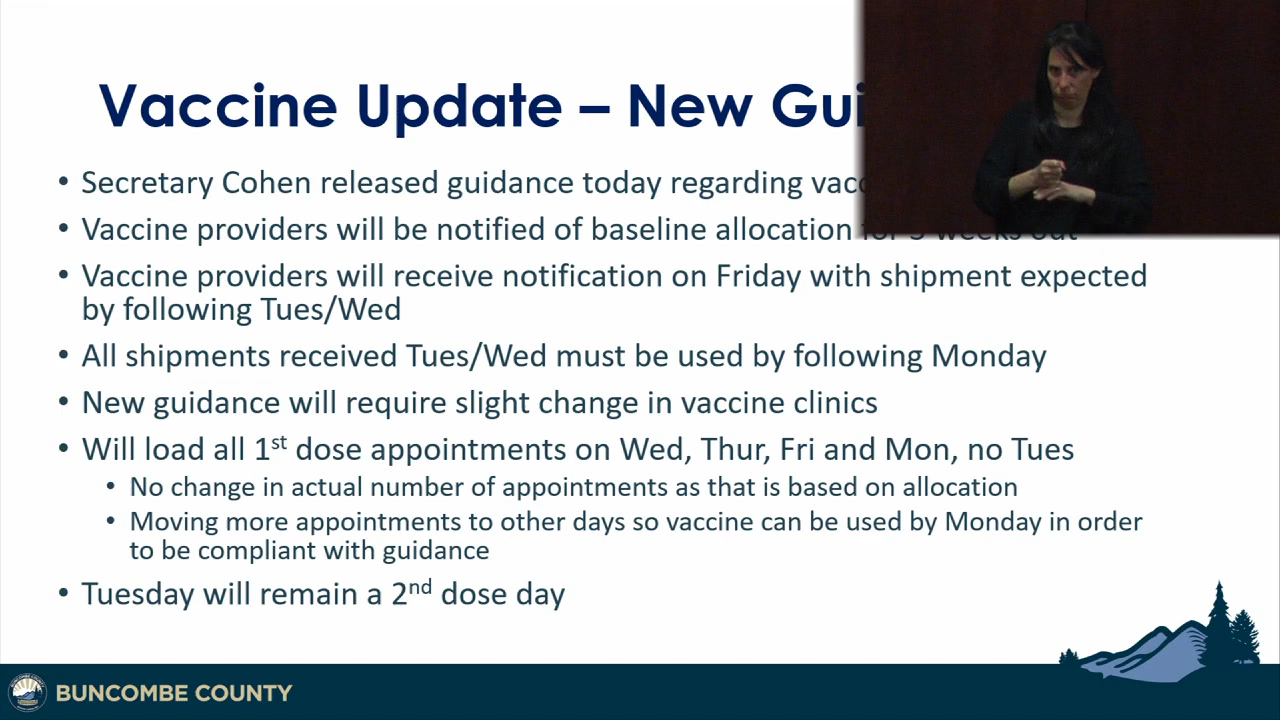 Vaccine Update – New Gui
• Secretary Cohen released guidance today regarding vacc
• Vaccine providers will be notified of baseline allocation for 3 weeks out
• Vaccine providers will receive notification on Friday with shipment expected
by following Tues/Wed
• All shipments received Tues/Wed must be used by following Monday
• New guidance will require slight change in vaccine clinics
• Will load all 1st dose appointments on Wed, Thur, Fri and Mon, no Tues
• No change in actual number of appointments as that is based on allocation
• Moving more appointments to other days so vaccine can be used by Monday in order
to be compliant with guidance
• Tuesday will remain a 2nd dose day
BUNCOMBE COUNTY